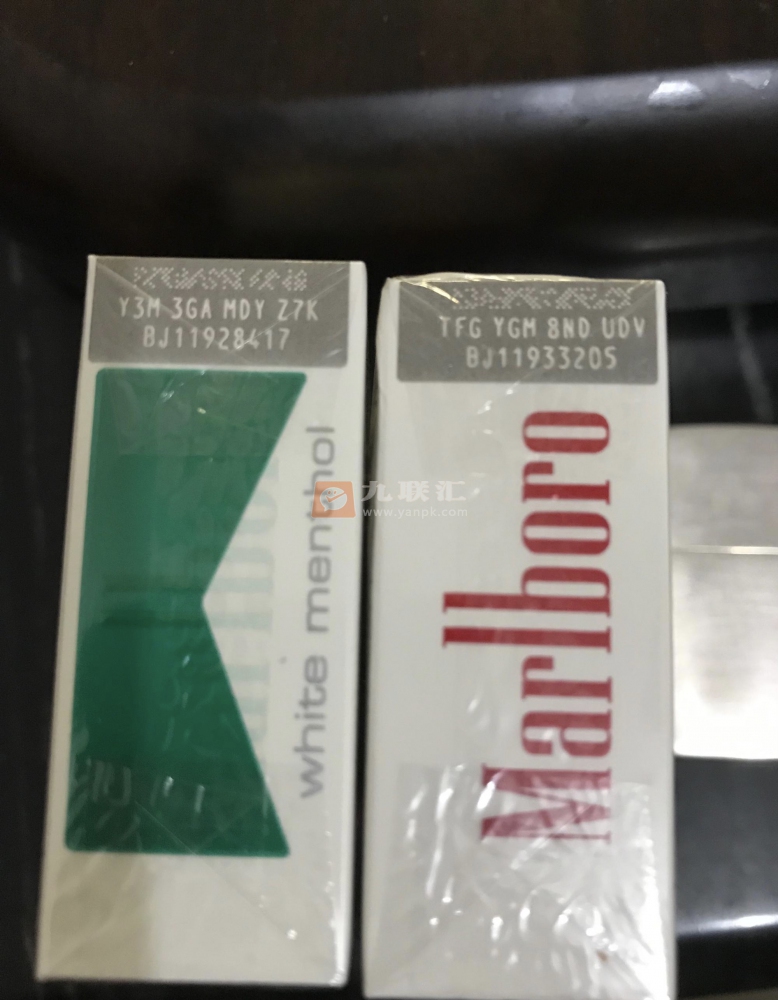 Y3M 3GA MDY Z7K
BJ11928417
white menthol
TFG YGM 8ND UDV
BJ11933205
Marlboro
九联汇
www.yanpk.com